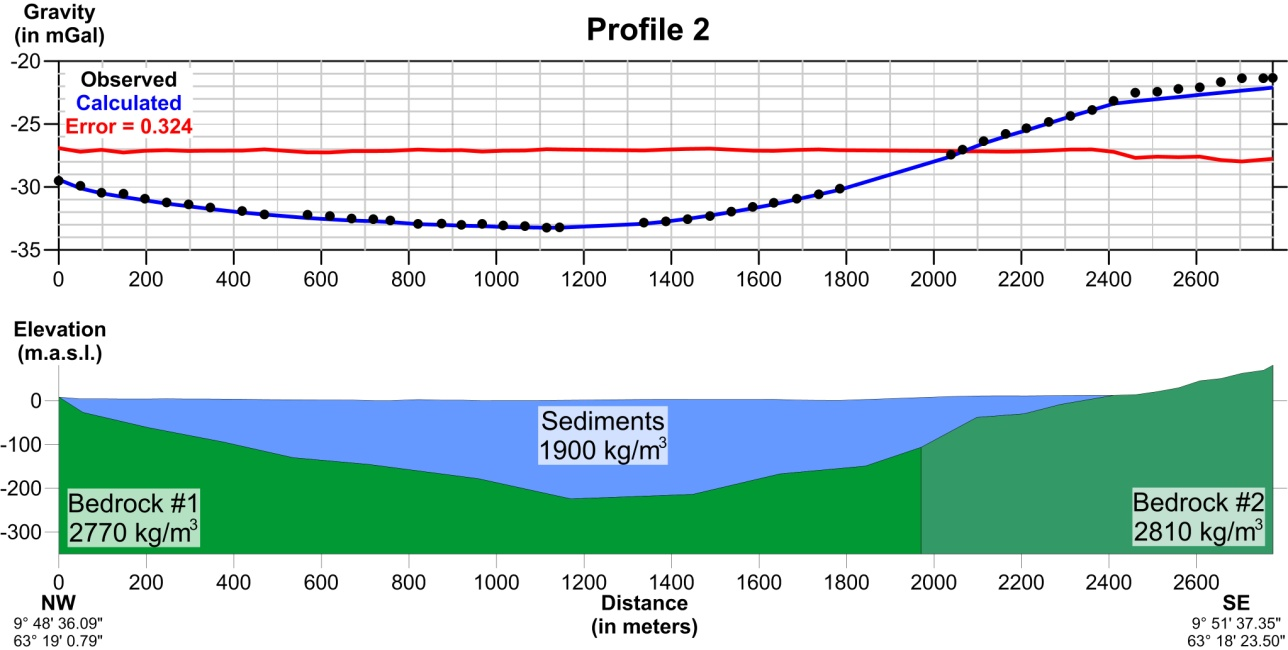 Gravity
(in mGal)
Profile 2
-20
Observed
Calculated
Error = 0.324
-25
-30
-35
0 200 400 600 800 1000 1200 1400 1600 1800 2000 2200 2400 2600
Elevation
(m.a.s.l.)
0
Sediments
1900 kg/m³
-100
-200
Bedrock #1
2770 kg/m³
Bedrock #2
2810 kg/m³
-300
0 200 400 600 800 1000 1200 1400 1600 1800 2000 2200 2400 2600
NW
9° 48' 36.09"
63° 19' 0.79"
Distance
(in meters)
SE
9° 51' 37.35"
63° 18' 23.50"